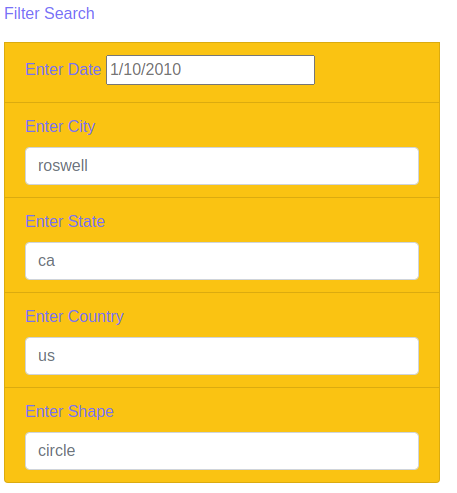 Filter Search
Enter Date 1/10/2010
Enter City
roswell
Enter State
ca
Enter Country
us
Enter Shape
circle